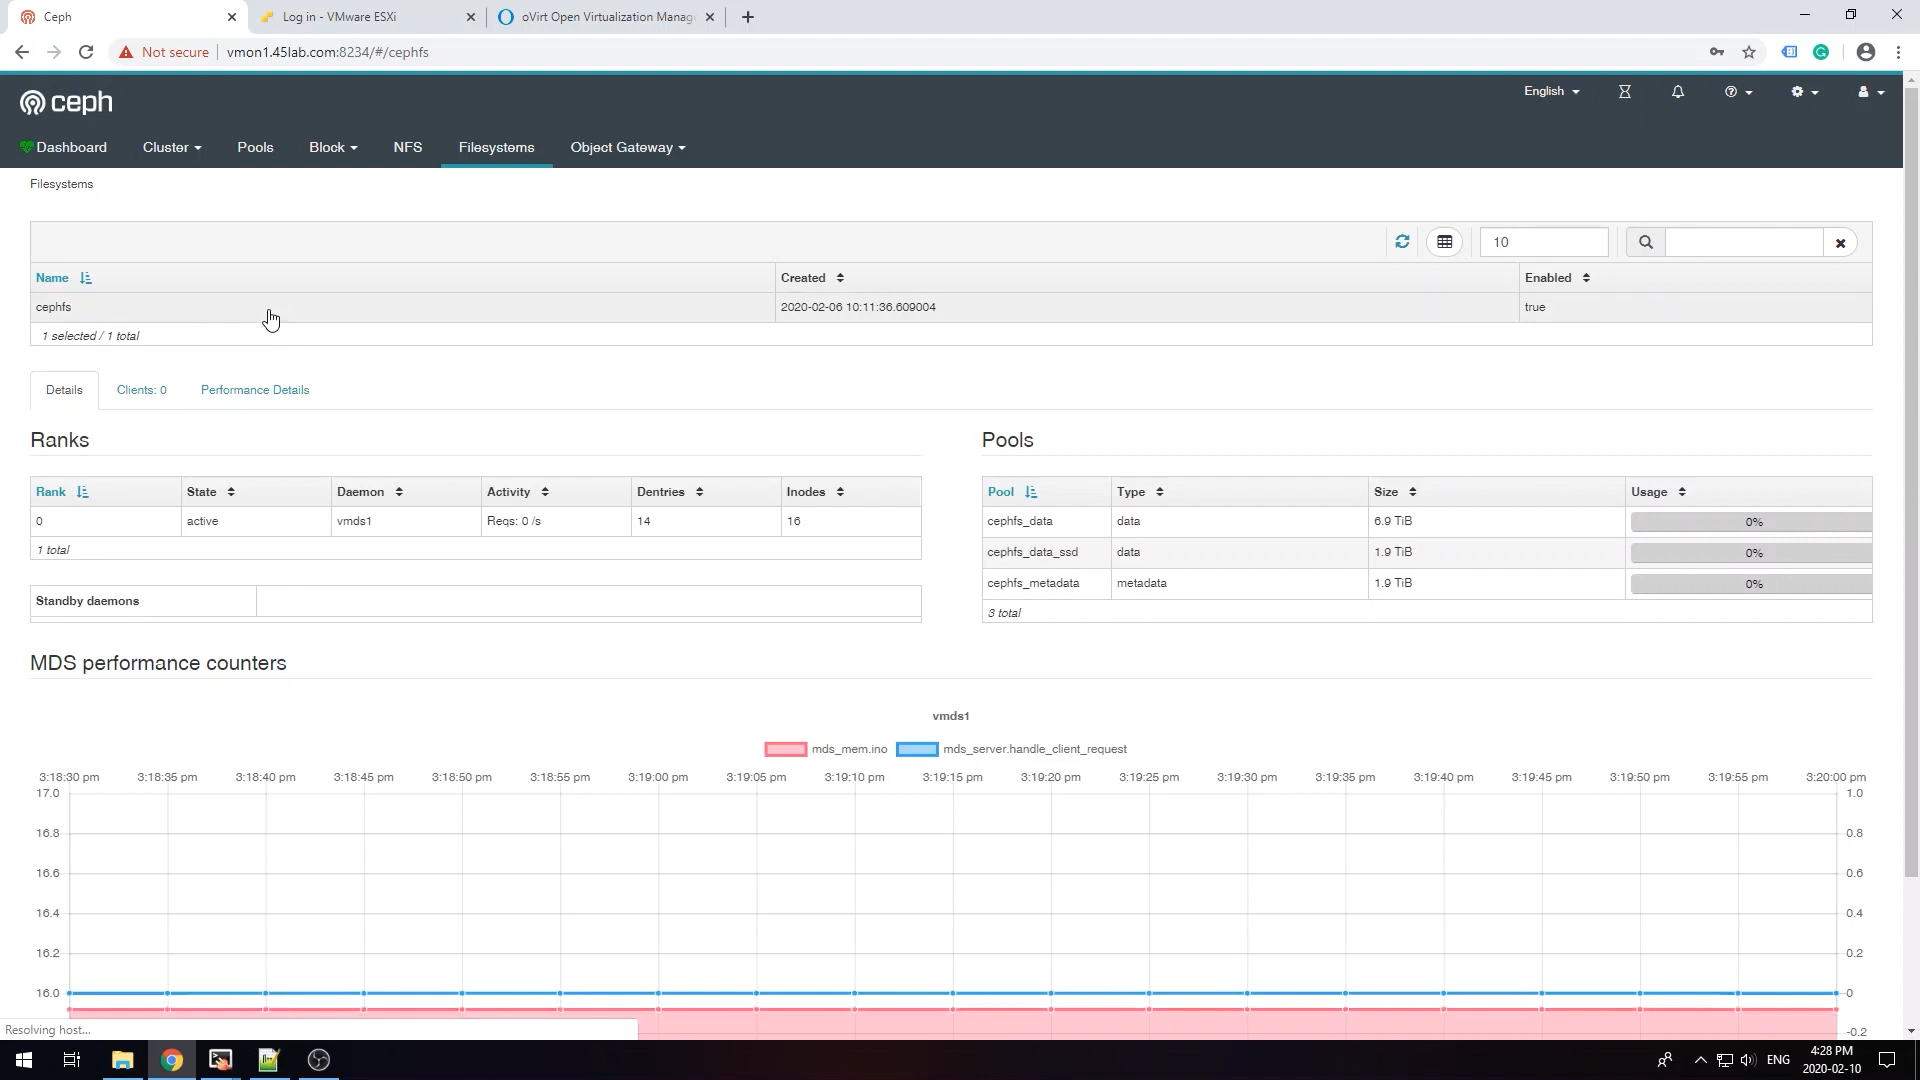 Ceph
Log in - VMware ESXi
oVirt Open Virtualization Manag
Not secure
vmon1.45lab.com:8234/#/cephfs
ceph
English
Dashboard
Cluster
Pools
Block
NFS
Filesystems
Object Gateway
Filesystems
10
Name
Created
Enabled
cephfs
2020-02-06 10:11:36.609004
true
1 selected / 1 total
Details
Clients: 0
Performance Details
Ranks
Rank
State
Daemon
Activity
Dentries
Inodes
0
active
vmds1
Reqs: 0 /s
14
16
1 total
Standby daemons
Pools
Pool
Type
Size
Usage
cephfs_data
data
6.9 TiB
0%
cephfs_data_ssd
data
1.9 TiB
0%
cephfs_metadata
metadata
1.9 TiB
0%
3 total
MDS performance counters
vmds1
mds_mem.ino
mds_server.handle_client_request
3:18:30 pm
3:18:35 pm
3:18:40 pm
3:18:45 pm
3:18:50 pm
3:18:55 pm
3:19:00 pm
3:19:05 pm
3:19:10 pm
3:19:15 pm
3:19:20 pm
3:19:25 pm
3:19:30 pm
3:19:35 pm
3:19:40 pm
3:19:45 pm
3:19:50 pm
3:19:55 pm
3:20:00 pm
17.0
1.0
16.8
0.8
16.6
0.6
16.4
0.4
16.2
0.2
16.0
0
-0.2
Resolving host...
ENG
4:28 PM
2020-02-10